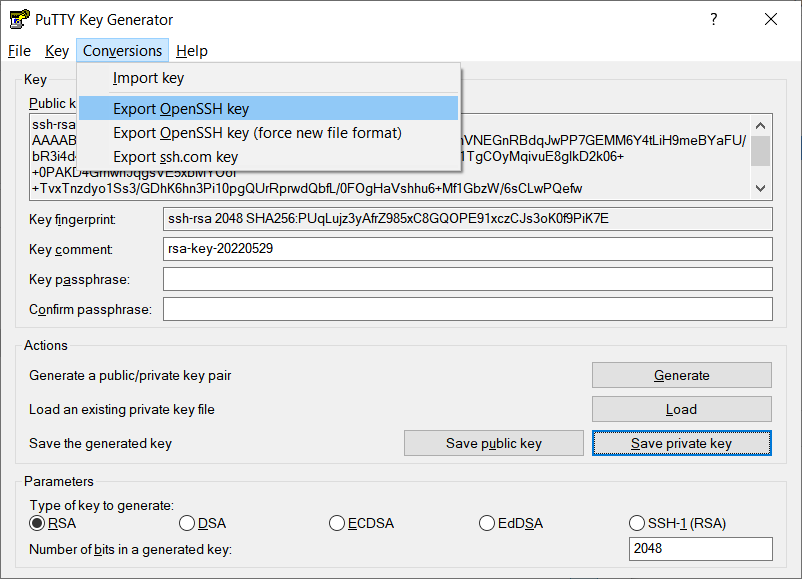 PuTTY Key Generator
?
File Key Conversions Help
Import key
Export OpenSSH key
Export OpenSSH key (force new file format)
Export ssh.com key
Key
Public k
ssh-rsa
AAAAB
VNEGnRBdqJwPP7GEMM6Y4tLiH9meBYaFU/
bR3i4d
1TgCOyMqivuE8glkD2k06+
+TvxTnzdyo1Ss3/GDhK6hn3Pi10pgQUrRprwdQbfL/0FOgHaVshhu6+Mf1GbzW/6sCLwPQefw
Key fingerprint: ssh-rsa 2048 SHA256:PUqLujz3yAfrZ985xC8GQOPE91xczCJs3oK0f9PiK7E
Key comment: rsa-key-20220529
Key passphrase:
Confirm passphrase:
Actions
Generate a public/private key pair Generate
Load an existing private key file Load
Save the generated key Save public key Save private key
Parameters
Type of key to generate:
RSA DSA ECDSA EdDSA SSH-1 (RSA)
Number of bits in a generated key: 2048